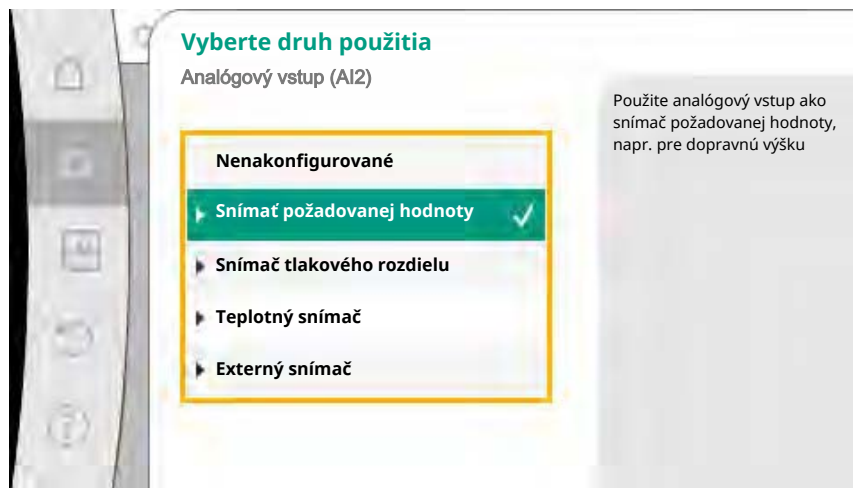 Vyberte druh použitia
Analógový vstup (AI2)
Použite analógový vstup ako
snímač požadovanej hodnoty,
napr. pre dopravnú výšku
Nenakonfigurované
Snímať požadovanej hodnoty
Snímač tlakového rozdielu
Teplotný snímač
Externý snímač